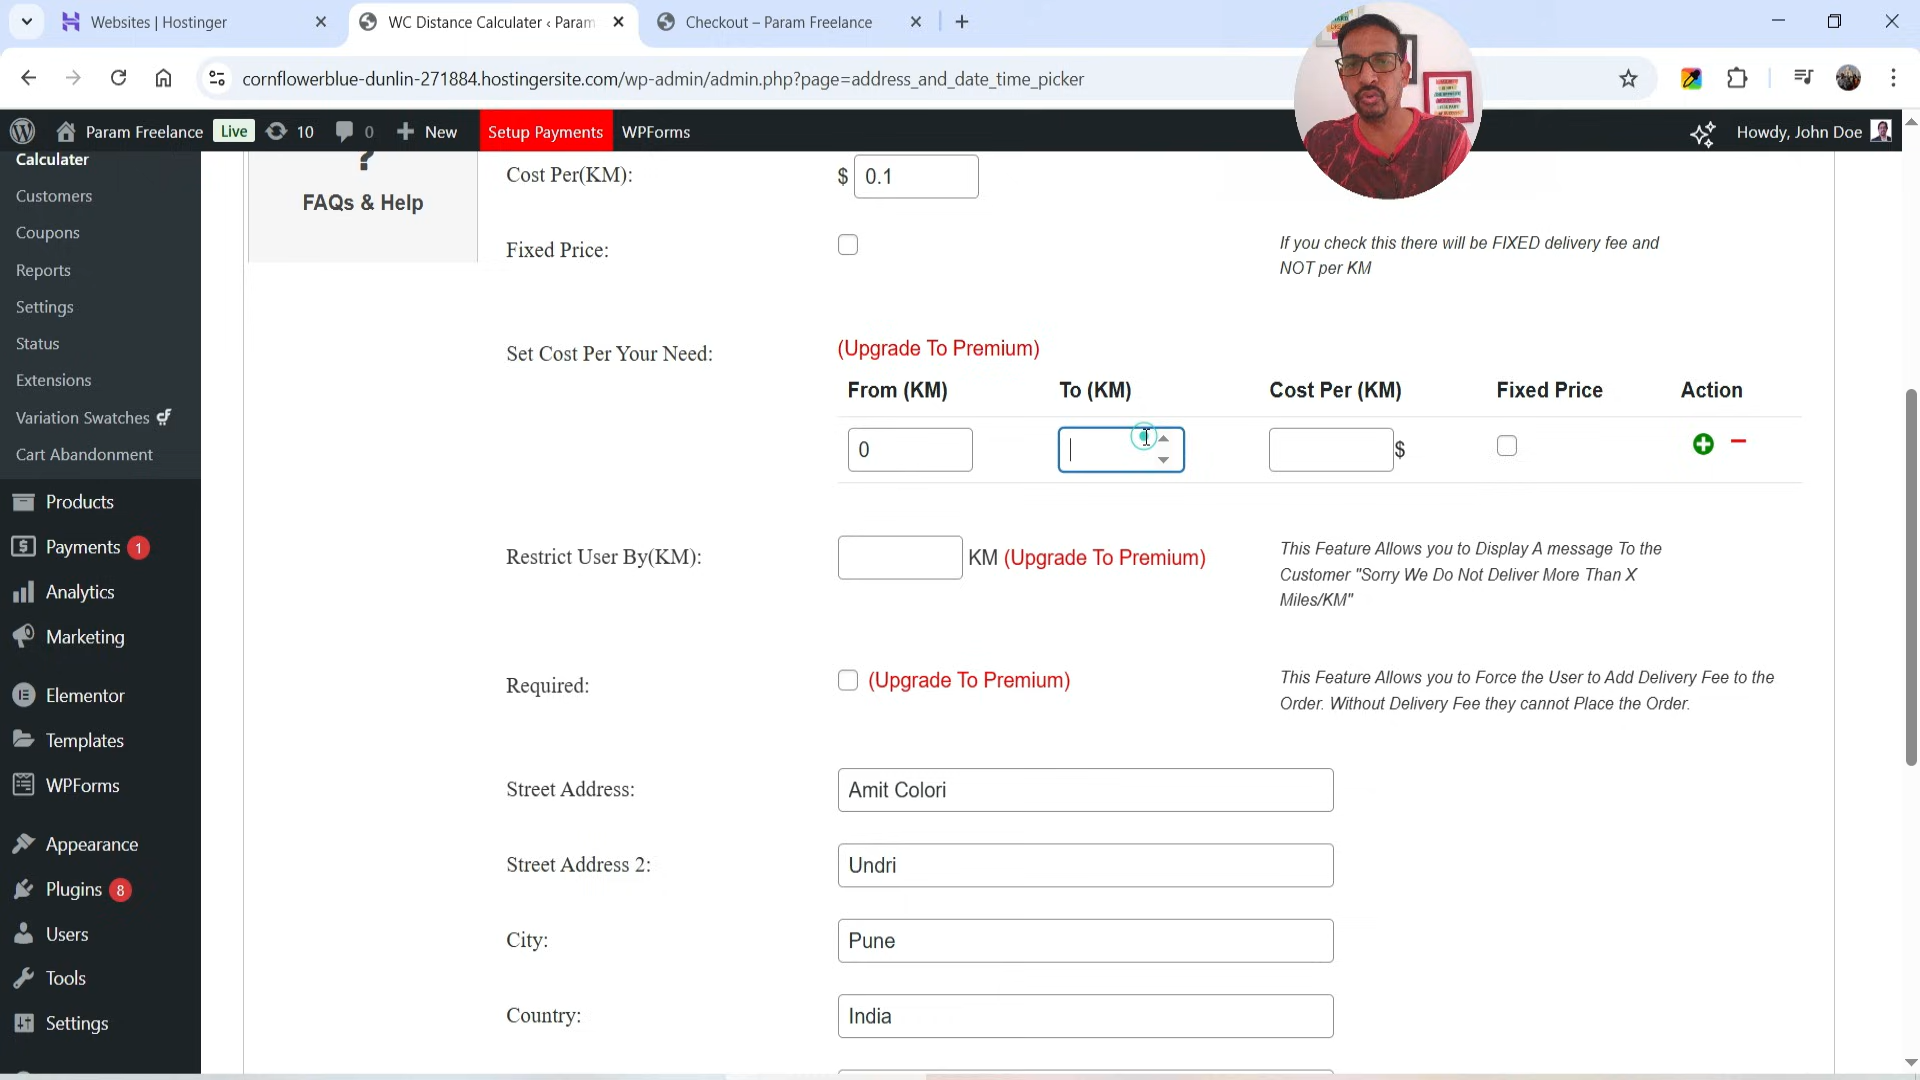 Websites | Hostinger
WC Distance Calculater ‹ Param
Checkout – Param Freelance
cornflowerblue-dunlin-271884.hostingersite.com/wp-admin/admin.php?page=address_and_date_time_picker
Param Freelance
Live
10
0
New
Setup Payments
WPForms
Howdy, John Doe
Calculater
Customers
Coupons
Reports
Settings
Status
Extensions
Variation Swatches
Cart Abandonment
Products
Payments 1
Analytics
Marketing
Elementor
Templates
WPForms
Appearance
Plugins 8
Users
Tools
Settings
?
FAQs & Help
Cost Per(KM):
$ 0.1
Fixed Price:
If you check this there will be FIXED delivery fee and
NOT per KM
Set Cost Per Your Need:
(Upgrade To Premium)
From (KM) To (KM) Cost Per (KM) Fixed Price Action
0 $
Restrict User By(KM):
KM (Upgrade To Premium)
This Feature Allows you to Display A message To the
Customer "Sorry We Do Not Deliver More Than X
Miles/KM"
Required:
(Upgrade To Premium)
This Feature Allows you to Force the User to Add Delivery Fee to the
Order. Without Delivery Fee they cannot Place the Order.
Street Address:
Amit Colori
Street Address 2:
Undri
City:
Pune
Country:
India